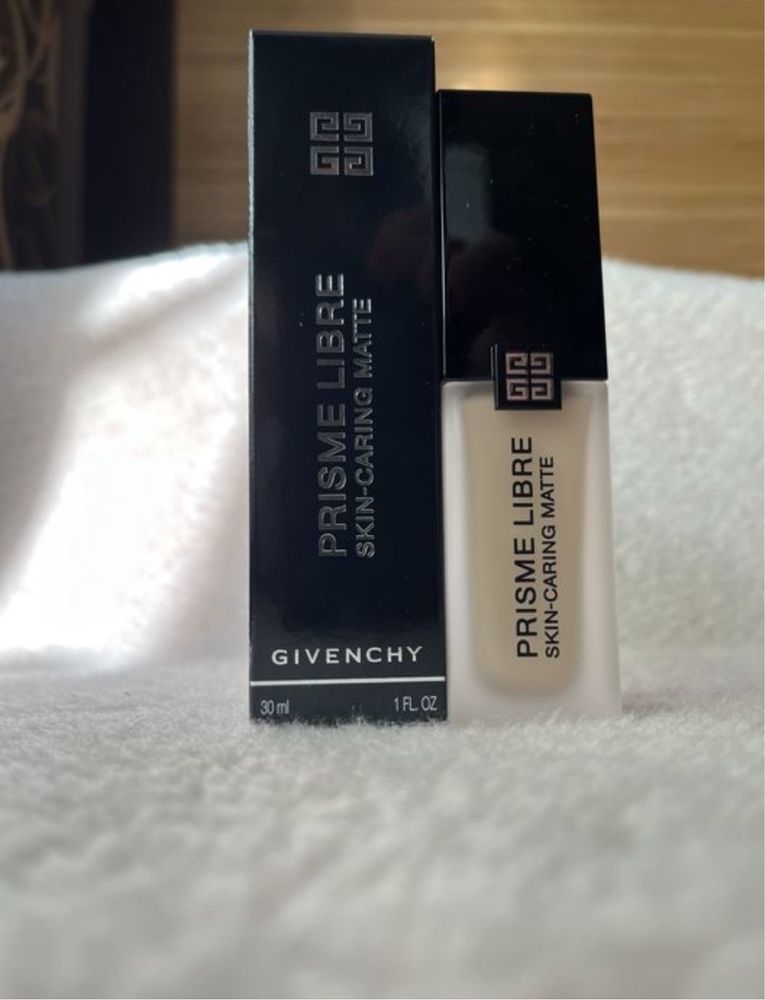 PRISME LIBRE
SKIN-CARING MATTE
GIVENCHY
30 ml 1 FL. OZ
PRISME LIBRE
SKIN-CARING MATTE